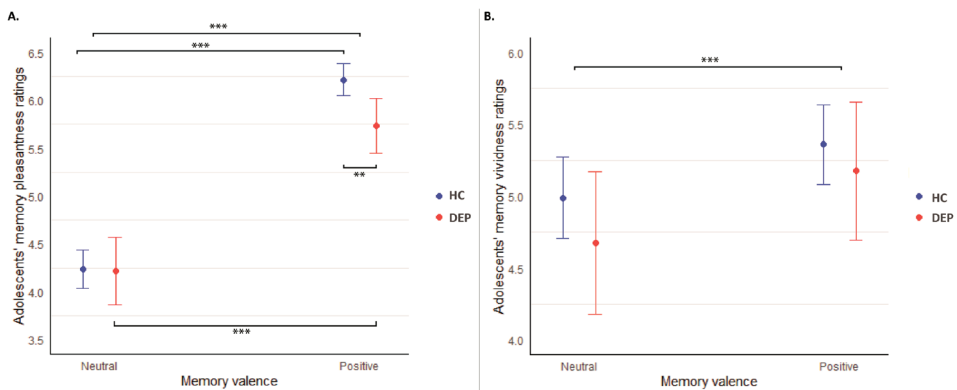 A.
***
***
6.5
6.0
5.5
5.0
4.5
4.0
3.5
Adolescents' memory pleasantness ratings
**
***
Neutral
Positive
Memory valence
HC
DEP
B.
***
6.0
5.5
5.0
4.5
4.0
Adolescents' memory vividness ratings
Neutral
Positive
Memory valence
HC
DEP